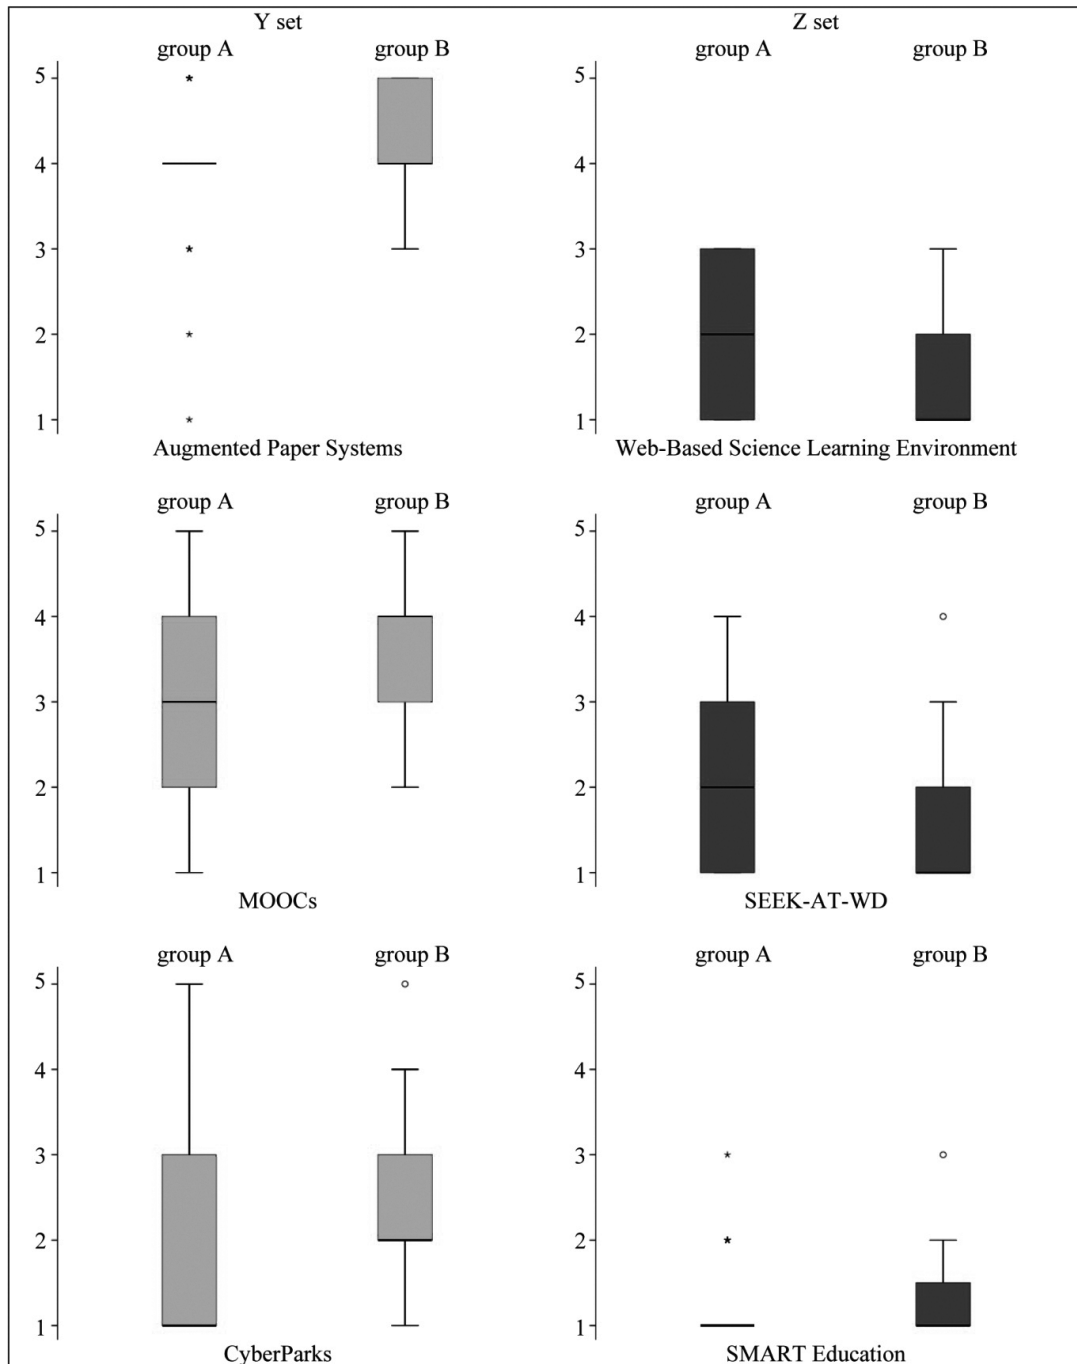 Y set
Z set
group A
group B
group A
group B
5
4
3
2
1
5
4
3
2
1
Augmented Paper Systems
Web-Based Science Learning Environment
group A
group B
group A
group B
5
4
3
2
1
5
4
3
2
1
MOOCs
SEEK-AT-WD
group A
group B
group A
group B
5
4
3
2
1
5
4
3
2
1
CyberParks
SMART Education